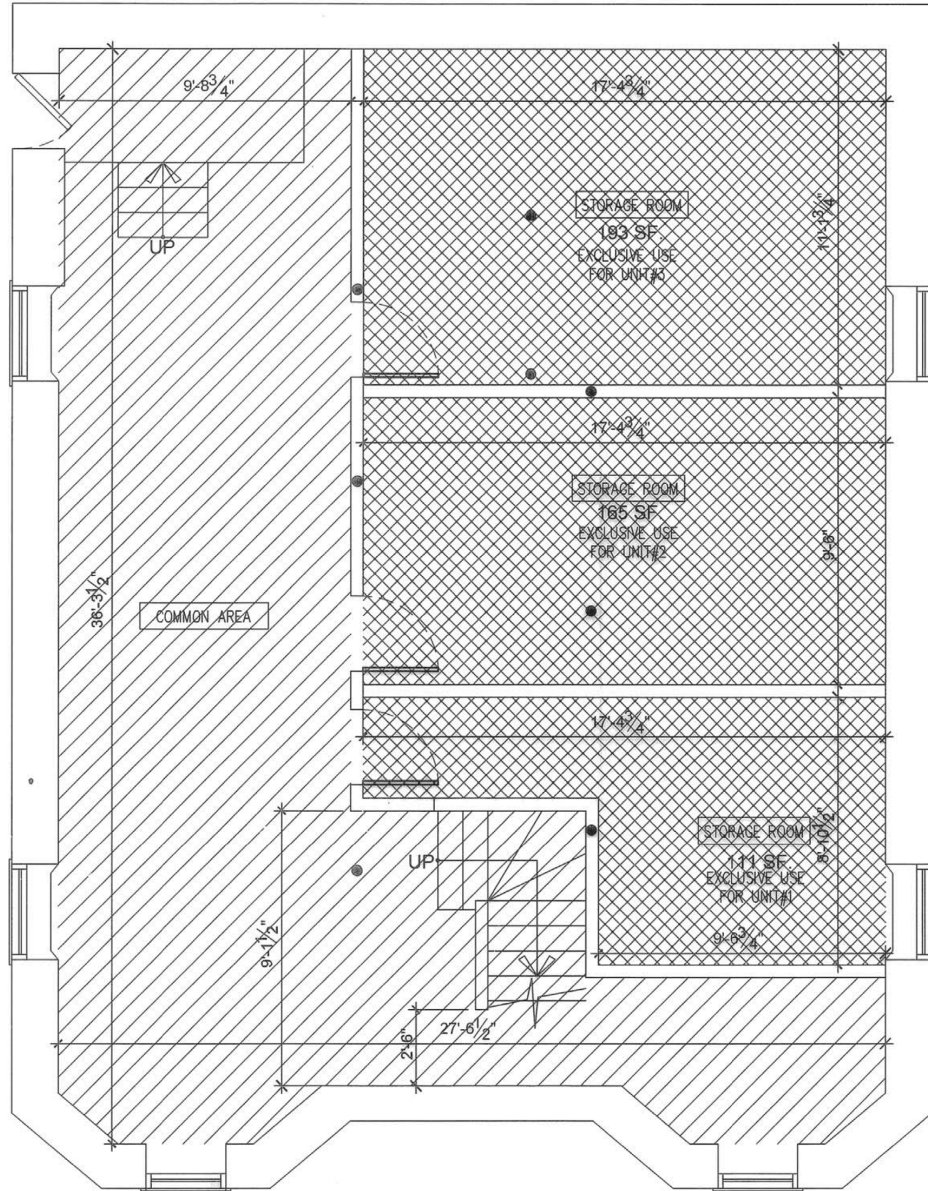 9'-8 3/4"
17'-4 3/4"
STORAGE ROOM
193 SF
EXCLUSIVE USE
FOR UNIT#3
11'-1 3/4"
UP
17'-4 3/4"
STORAGE ROOM
165 SF
EXCLUSIVE USE
FOR UNIT#2
9'-6"
36'-3 1/2"
COMMON AREA
17'-4 3/4"
STORAGE ROOM
111 SF
EXCLUSIVE USE
FOR UNIT#1
8'-10 1/2"
UP
9'-1 1/2"
9'-6 3/4"
27'-6 1/2"
2'-6"